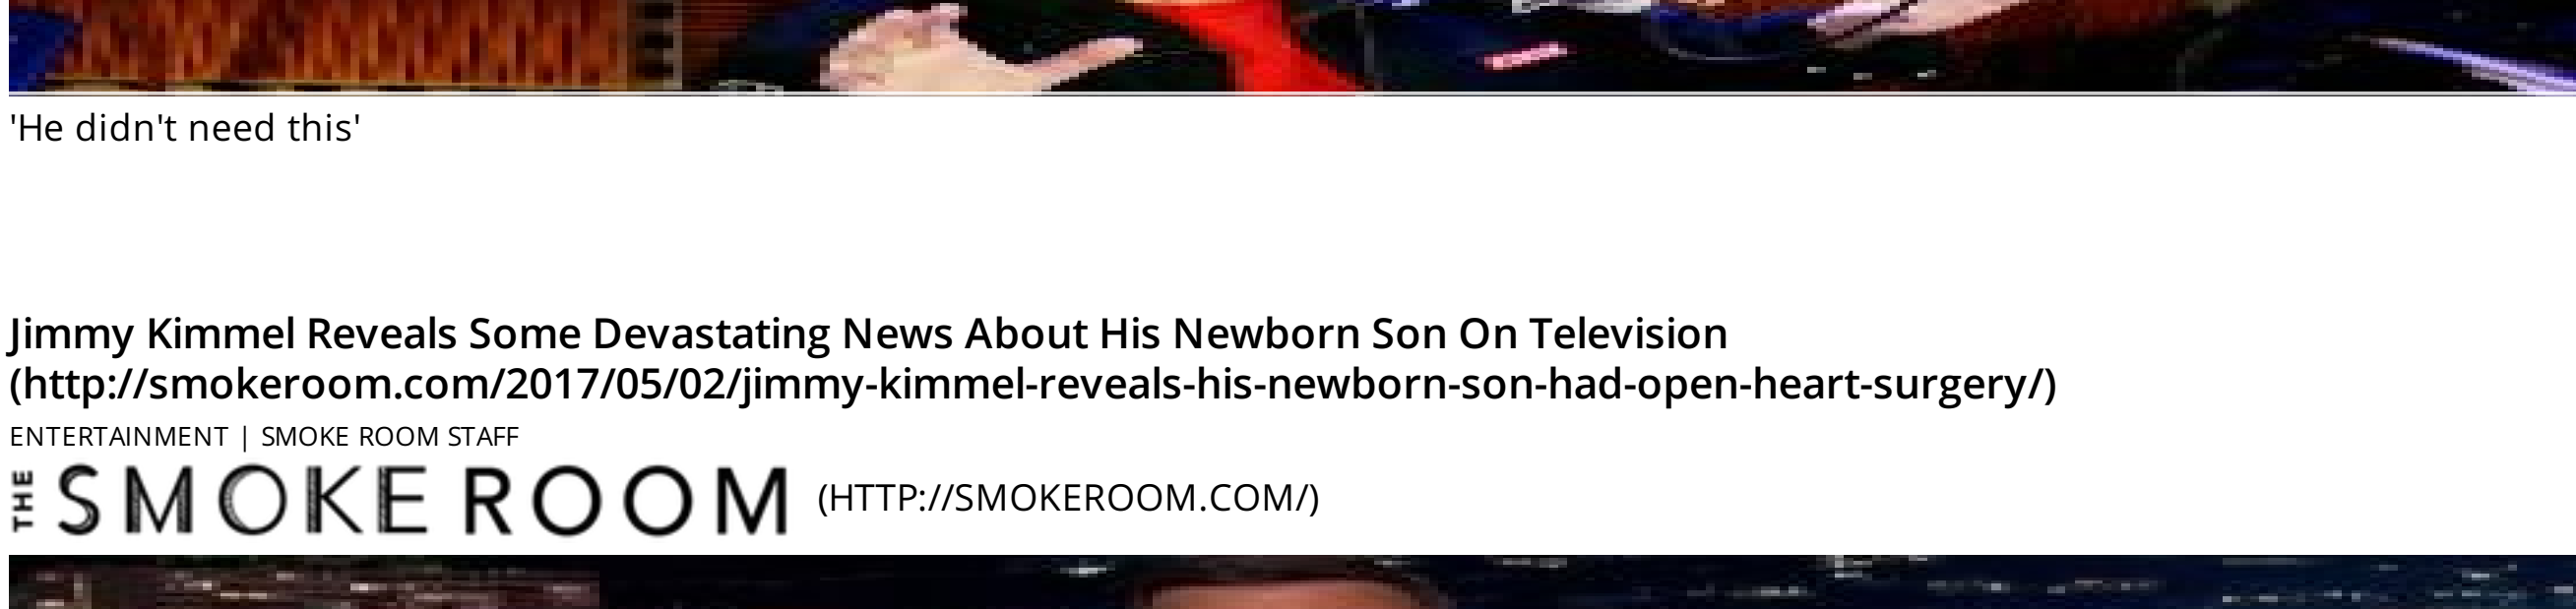 'He didn't need this'
Jimmy Kimmel Reveals Some Devastating News About His Newborn Son On Television
(http://smokeroom.com/2017/05/02/jimmy-kimmel-reveals-his-newborn-son-had-open-heart-surgery/)
ENTERTAINMENT | SMOKE ROOM STAFF
THE SMOKE ROOM (HTTP://SMOKEROOM.COM/)